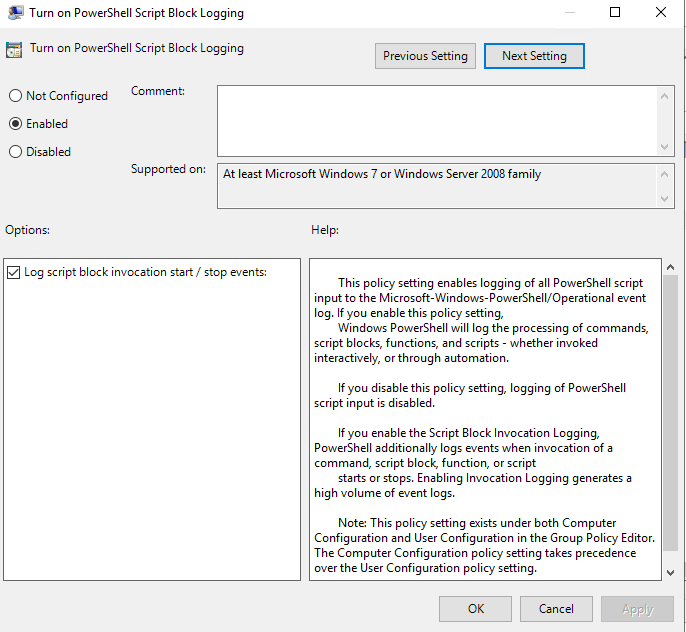 Turn on PowerShell Script Block Logging
Turn on PowerShell Script Block Logging
Previous Setting
Next Setting
Not Configured
Comment:
Enabled
Disabled
Supported on:
At least Microsoft Windows 7 or Windows Server 2008 family
Options:
Help:
Log script block invocation start / stop events:
This policy setting enables logging of all PowerShell script
input to the Microsoft-Windows-PowerShell/Operational event
log. If you enable this policy setting,
Windows PowerShell will log the processing of commands,
script blocks, functions, and scripts - whether invoked
interactively, or through automation.
If you disable this policy setting, logging of PowerShell
script input is disabled.
If you enable the Script Block Invocation Logging,
PowerShell additionally logs events when invocation of a
command, script block, function, or script
starts or stops. Enabling Invocation Logging generates a
high volume of event logs.
Note: This policy setting exists under both Computer
Configuration and User Configuration in the Group Policy Editor.
The Computer Configuration policy setting takes precedence
over the User Configuration policy setting.
OK
Cancel
Apply